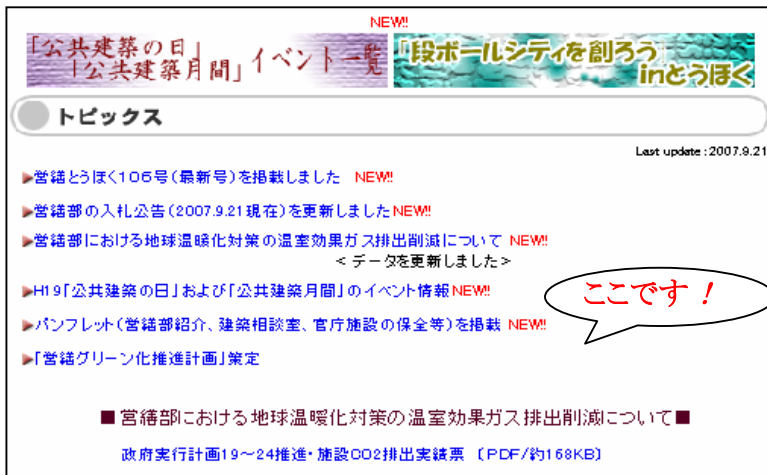 NEW!!
「公共建築の日」
「公共建築月間」イベント一覧
「段ボールシティを創ろう
inとうほく
トピックス
Last update : 2007.9.21
▶営繕とうほく106号(最新号)を掲載しました NEW!!
▶営繕部の入札公告(2007.9.21現在)を更新しましたNEW!!
▶営繕部における地球温暖化対策の温室効果ガス排出削減について NEW!!
<データを更新しました>
▶H19「公共建築の日」および「公共建築月間」のイベント情報NEW!!
ここです!
▶パンフレット(営繕部紹介、建築相談室、官庁施設の保全等)を掲載 NEW!!
▶「営繕グリーン化推進計画」策定
■営繕部における地球温暖化対策の温室効果ガス排出削減について■
政府実行計画19~24推進・施設CO2排出実績票 〔PDF/約168KB〕